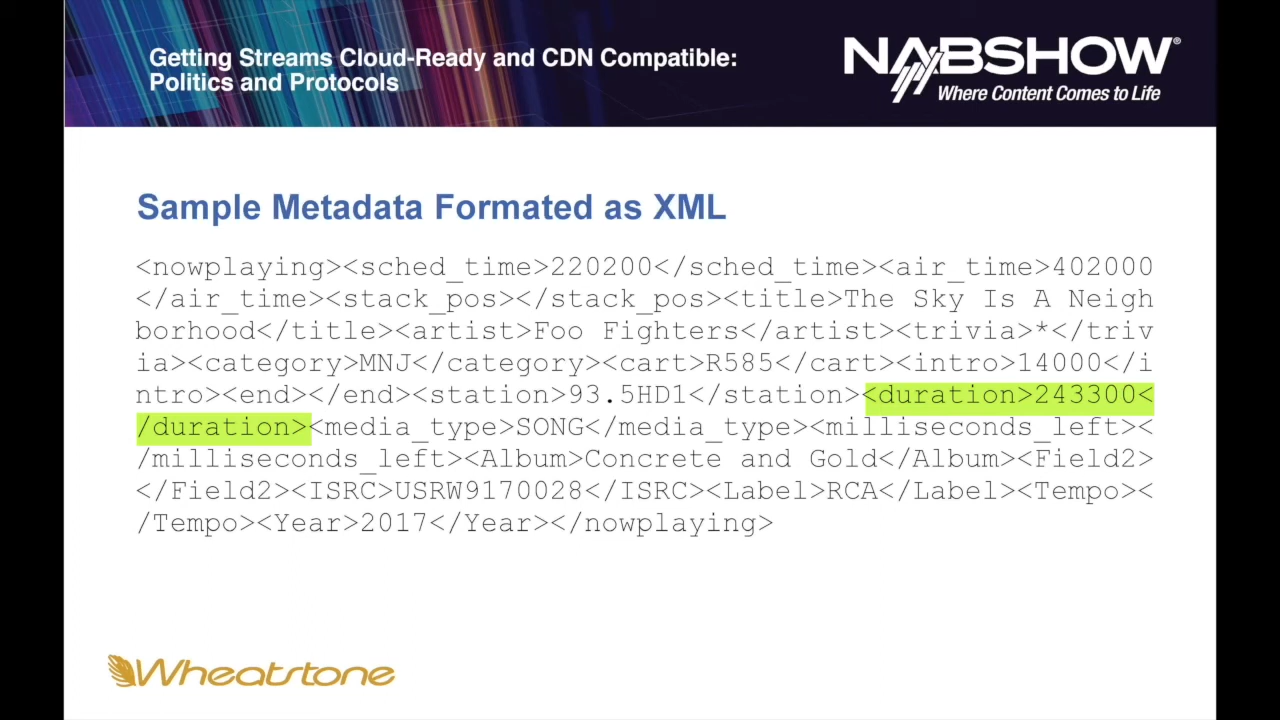 Getting Streams Cloud-Ready and CDN Compatible:
Politics and Protocols
NABSHOW®
Where Content Comes to Life
Sample Metadata Formated as XML
<nowplaying><sched_time>220200</sched_time><air_time>402000
</air_time><stack_pos></stack_pos><title>The Sky Is A Neigh
borhood</title><artist>Foo Fighters</artist><trivia>*</triv
ia><category>MNJ</category><cart>R585</cart><intro>14000</i
ntro><end></end><station>93.5HD1</station><duration>243300<
/duration><media_type>SONG</media_type><milliseconds_left><
/milliseconds_left><Album>Concrete and Gold</Album><Field2>
</Field2><ISRC>USRW9170028</ISRC><Label>RCA</Label><Tempo><
/Tempo><Year>2017</Year></nowplaying>
Wheatstone